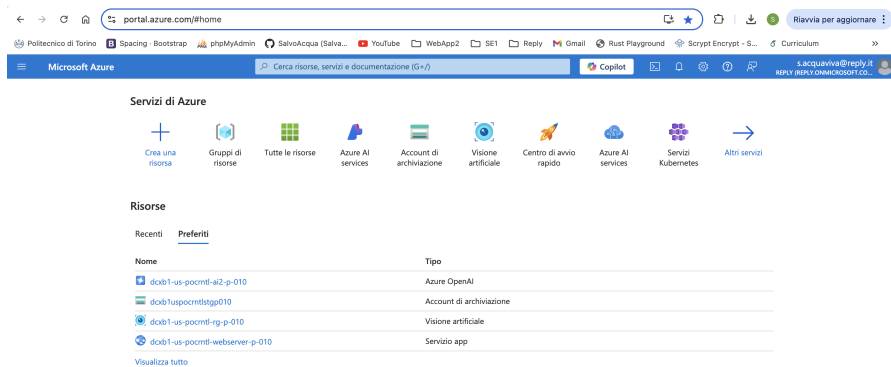 portal.azure.com/#home
Riavvia per aggiornare
Politecnico di Torino Spacing · Bootstrap phpMyAdmin SalvoAcqua (Salva... YouTube WebApp2 SE1 Reply Gmail Rust Playground Scrypt Encrypt - S... Curriculum »
Microsoft Azure
Cerca risorse, servizi e documentazione (G+/)
Copilot
s.acquaviva@reply.it
REPLY (REPLY.ONMICROSOFT.CO...
Servizi di Azure
Crea una risorsa
Gruppi di risorse
Tutte le risorse
Azure AI services
Account di archiviazione
Visione artificiale
Centro di avvio rapido
Azure AI services
Servizi Kubernetes
Altri servizi
Risorse
Recenti Preferiti
Nome Tipo
dcxb1-us-pocrntl-ai2-p-010 Azure OpenAI
dcxb1uspocrntlstgp010 Account di archiviazione
dcxb1-us-pocrntl-rg-p-010 Visione artificiale
dcxb1-us-pocrntl-webserver-p-010 Servizio app
Visualizza tutto